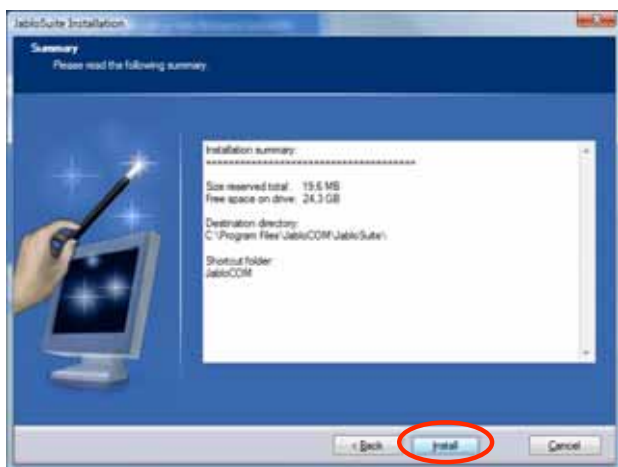 JabloSuite Installation
Summary
Please read the following summary.
Installation summary:
========================================
Size reserved total: 19,6 MB
Free space on drive: 24,3 GB
Destination directory:
C:\Program Files\JabloCOM\JabloSuite\
Shortcut folder:
JabloCOM
< Back
Install
Cancel